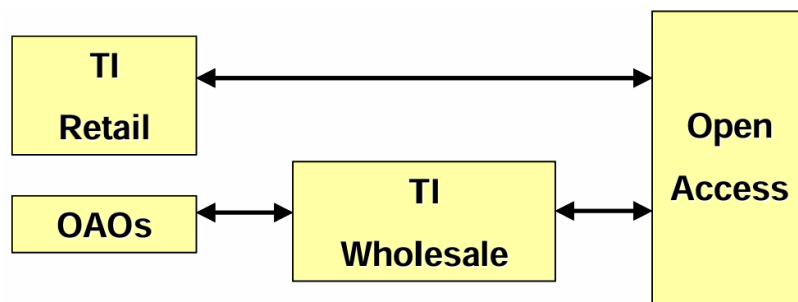 TI
Retail
OAOs
TI
Wholesale
Open
Access